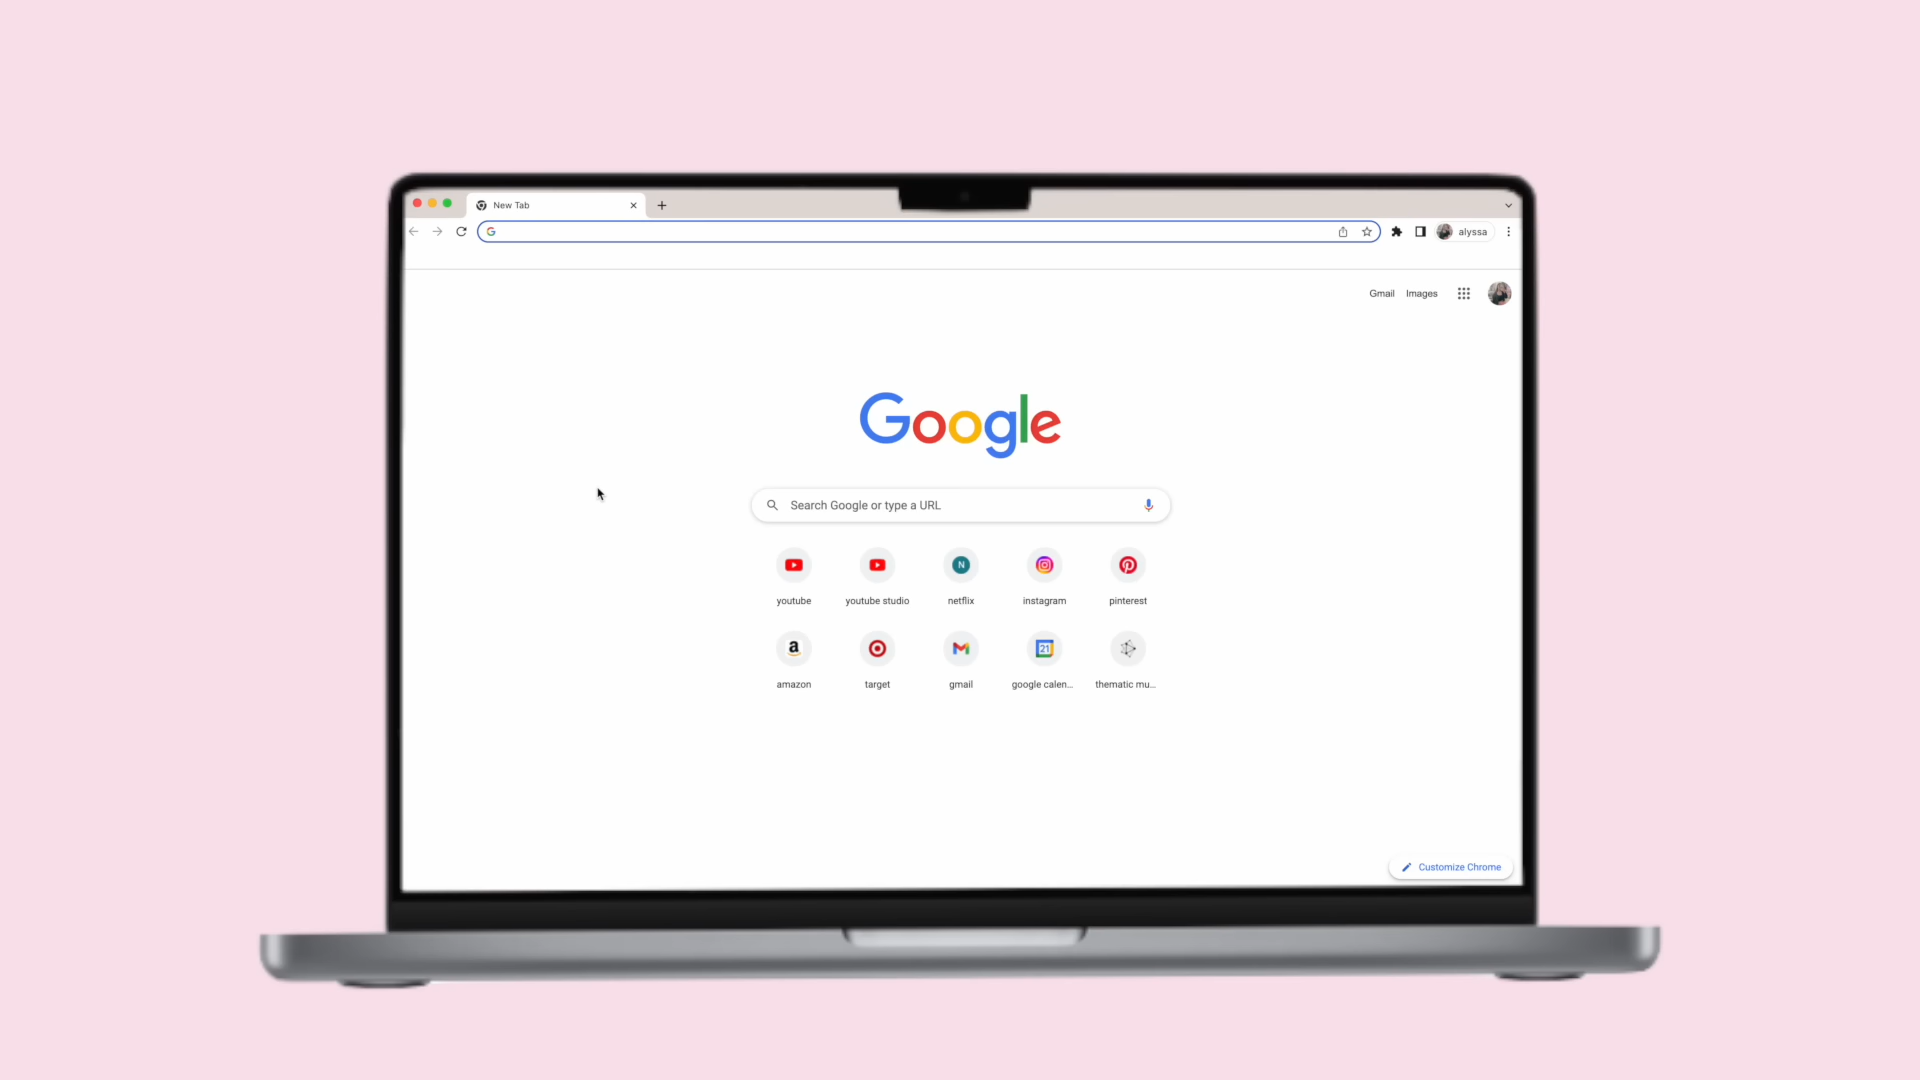 New Tab
alyssa
Gmail Images
Google
Search Google or type a URL
youtube youtube studio netflix instagram pinterest
amazon target gmail google calen... thematic mu...
N
a
21
Customize Chrome